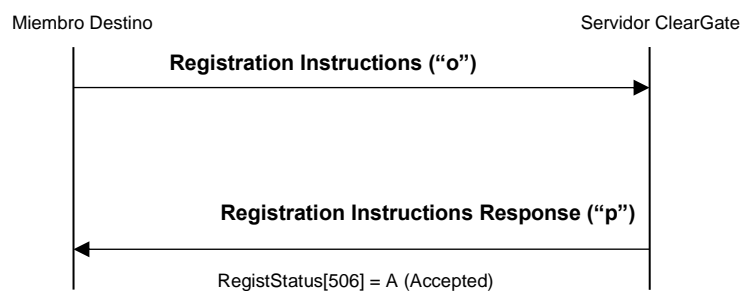 Miembro Destino
Servidor ClearGate
Registration Instructions (“o”)
Registration Instructions Response (“p”)
RegistStatus[506] = A (Accepted)